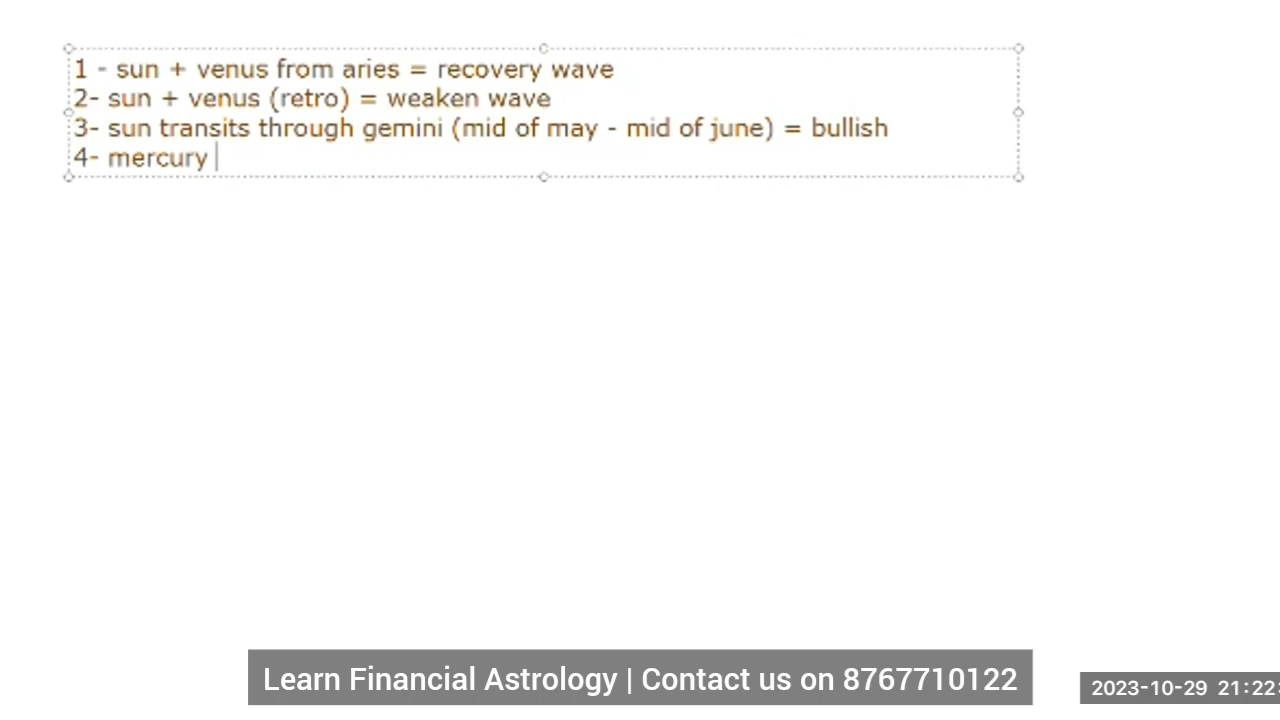 1 - sun + venus from aries = recovery wave
2- sun + venus (retro) = weaken wave
3- sun transits through gemini (mid of may - mid of june) = bullish
4- mercury
Learn Financial Astrology | Contact us on 8767710122
2023-10-29 21:22: